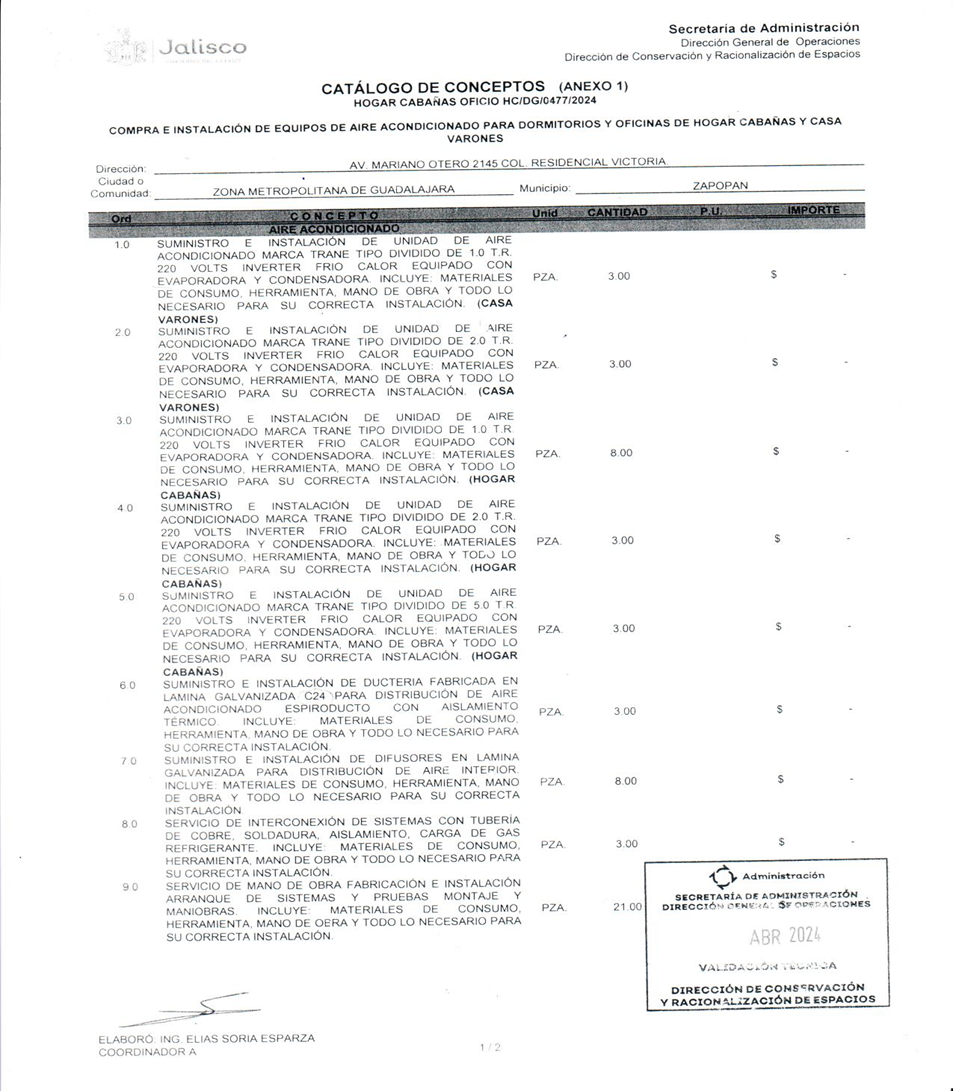 Jalisco
Secretaría de Administración
Dirección General de Operaciones
Dirección de Conservación y Racionalización de Espacios
CATÁLOGO DE CONCEPTOS (ANEXO 1)
HOGAR CABAÑAS OFICIO HC/DG/0477/2024
COMPRA E INSTALACIÓN DE EQUIPOS DE AIRE ACONDICIONADO PARA DORMITORIOS Y OFICINAS DE HOGAR CABAÑAS Y CASA
VARONES
Dirección: AV. MARIANO OTERO 2145 COL. RESIDENCIAL VICTORIA.
Ciudad o
Comunidad: ZONA METROPOLITANA DE GUADALAJARA Municipio: ZAPOPAN
Ord CONCEPTO Unid CANTIDAD P.U. IMPORTE
AIRE ACONDICIONADO
1.0 SUMINISTRO E INSTALACIÓN DE UNIDAD DE AIRE
ACONDICIONADO MARCA TRANE TIPO DIVIDIDO DE 1.0 T.R.
220 VOLTS INVERTER FRIO CALOR EQUIPADO CON
EVAPORADORA Y CONDENSADORA. INCLUYE: MATERIALES PZA. 3.00 $ -
DE CONSUMO, HERRAMIENTA, MANO DE OBRA Y TODO LO
NECESARIO PARA SU CORRECTA INSTALACIÓN. (CASA
VARONES)
2.0 SUMINISTRO E INSTALACIÓN DE UNIDAD DE AIRE
ACONDICIONADO MARCA TRANE TIPO DIVIDIDO DE 2.0 T.R.
220 VOLTS INVERTER FRIO CALOR EQUIPADO CON
EVAPORADORA Y CONDENSADORA. INCLUYE: MATERIALES PZA. 3.00 $ -
DE CONSUMO, HERRAMIENTA, MANO DE OBRA Y TODO LO
NECESARIO PARA SU CORRECTA INSTALACIÓN. (CASA
VARONES)
3.0 SUMINISTRO E INSTALACIÓN DE UNIDAD DE AIRE
ACONDICIONADO MARCA TRANE TIPO DIVIDIDO DE 1.0 T.R.
220 VOLTS INVERTER FRIO CALOR EQUIPADO CON
EVAPORADORA Y CONDENSADORA. INCLUYE: MATERIALES PZA. 8.00 $ -
DE CONSUMO, HERRAMIENTA, MANO DE OBRA Y TODO LO
NECESARIO PARA SU CORRECTA INSTALACIÓN. (HOGAR
CABAÑAS)
4.0 SUMINISTRO E INSTALACIÓN DE UNIDAD DE AIRE
ACONDICIONADO MARCA TRANE TIPO DIVIDIDO DE 2.0 T.R.
220 VOLTS INVERTER FRIO CALOR EQUIPADO CON
EVAPORADORA Y CONDENSADORA. INCLUYE: MATERIALES PZA. 3.00 $ -
DE CONSUMO, HERRAMIENTA, MANO DE OBRA Y TODO LO
NECESARIO PARA SU CORRECTA INSTALACIÓN. (HOGAR
CABAÑAS)
5.0 SUMINISTRO E INSTALACIÓN DE UNIDAD DE AIRE
ACONDICIONADO MARCA TRANE TIPO DIVIDIDO DE 5.0 T.R.
220 VOLTS INVERTER FRIO CALOR EQUIPADO CON
EVAPORADORA Y CONDENSADORA. INCLUYE: MATERIALES PZA. 3.00 $ -
DE CONSUMO, HERRAMIENTA, MANO DE OBRA Y TODO LO
NECESARIO PARA SU CORRECTA INSTALACIÓN. (HOGAR
CABAÑAS)
6.0 SUMINISTRO E INSTALACIÓN DE DUCTERIA FABRICADA EN
LAMINA GALVANIZADA C24 PARA DISTRIBUCIÓN DE AIRE
ACONDICIONADO ESPIRODUCTO CON AISLAMIENTO PZA. 3.00 $ -
TÉRMICO. INCLUYE: MATERIALES DE CONSUMO,
HERRAMIENTA, MANO DE OBRA Y TODO LO NECESARIO PARA
SU CORRECTA INSTALACIÓN.
7.0 SUMINISTRO E INSTALACIÓN DE DIFUSORES EN LAMINA
GALVANIZADA PARA DISTRIBUCIÓN DE AIRE INTERIOR.
INCLUYE: MATERIALES DE CONSUMO, HERRAMIENTA, MANO PZA. 8.00 $ -
DE OBRA Y TODO LO NECESARIO PARA SU CORRECTA
INSTALACIÓN
8.0 SERVICIO DE INTERCONEXIÓN DE SISTEMAS CON TUBERÍA
DE COBRE, SOLDADURA, AISLAMIENTO, CARGA DE GAS
REFRIGERANTE. INCLUYE: MATERIALES DE CONSUMO, PZA. 3.00 $ -
HERRAMIENTA, MANO DE OBRA Y TODO LO NECESARIO PARA
SU CORRECTA INSTALACIÓN.
9.0 SERVICIO DE MANO DE OBRA FABRICACIÓN E INSTALACIÓN
ARRANQUE DE SISTEMAS Y PRUEBAS MONTAJE Y
MANIOBRAS. INCLUYE: MATERIALES DE CONSUMO, PZA. 21.00 $
HERRAMIENTA, MANO DE OBRA Y TODO LO NECESARIO PARA
SU CORRECTA INSTALACIÓN.
Administración
SECRETARÍA DE ADMINISTRACIÓN
DIRECCIÓN GENERAL DE OPERACIONES
ABR 2024
VALIDACIÓN TÉCNICA
DIRECCIÓN DE CONSERVACIÓN
Y RACIONALIZACIÓN DE ESPACIOS
ELABORÓ: ING. ELIAS SORIA ESPARZA
COORDINADOR A
1 / 2